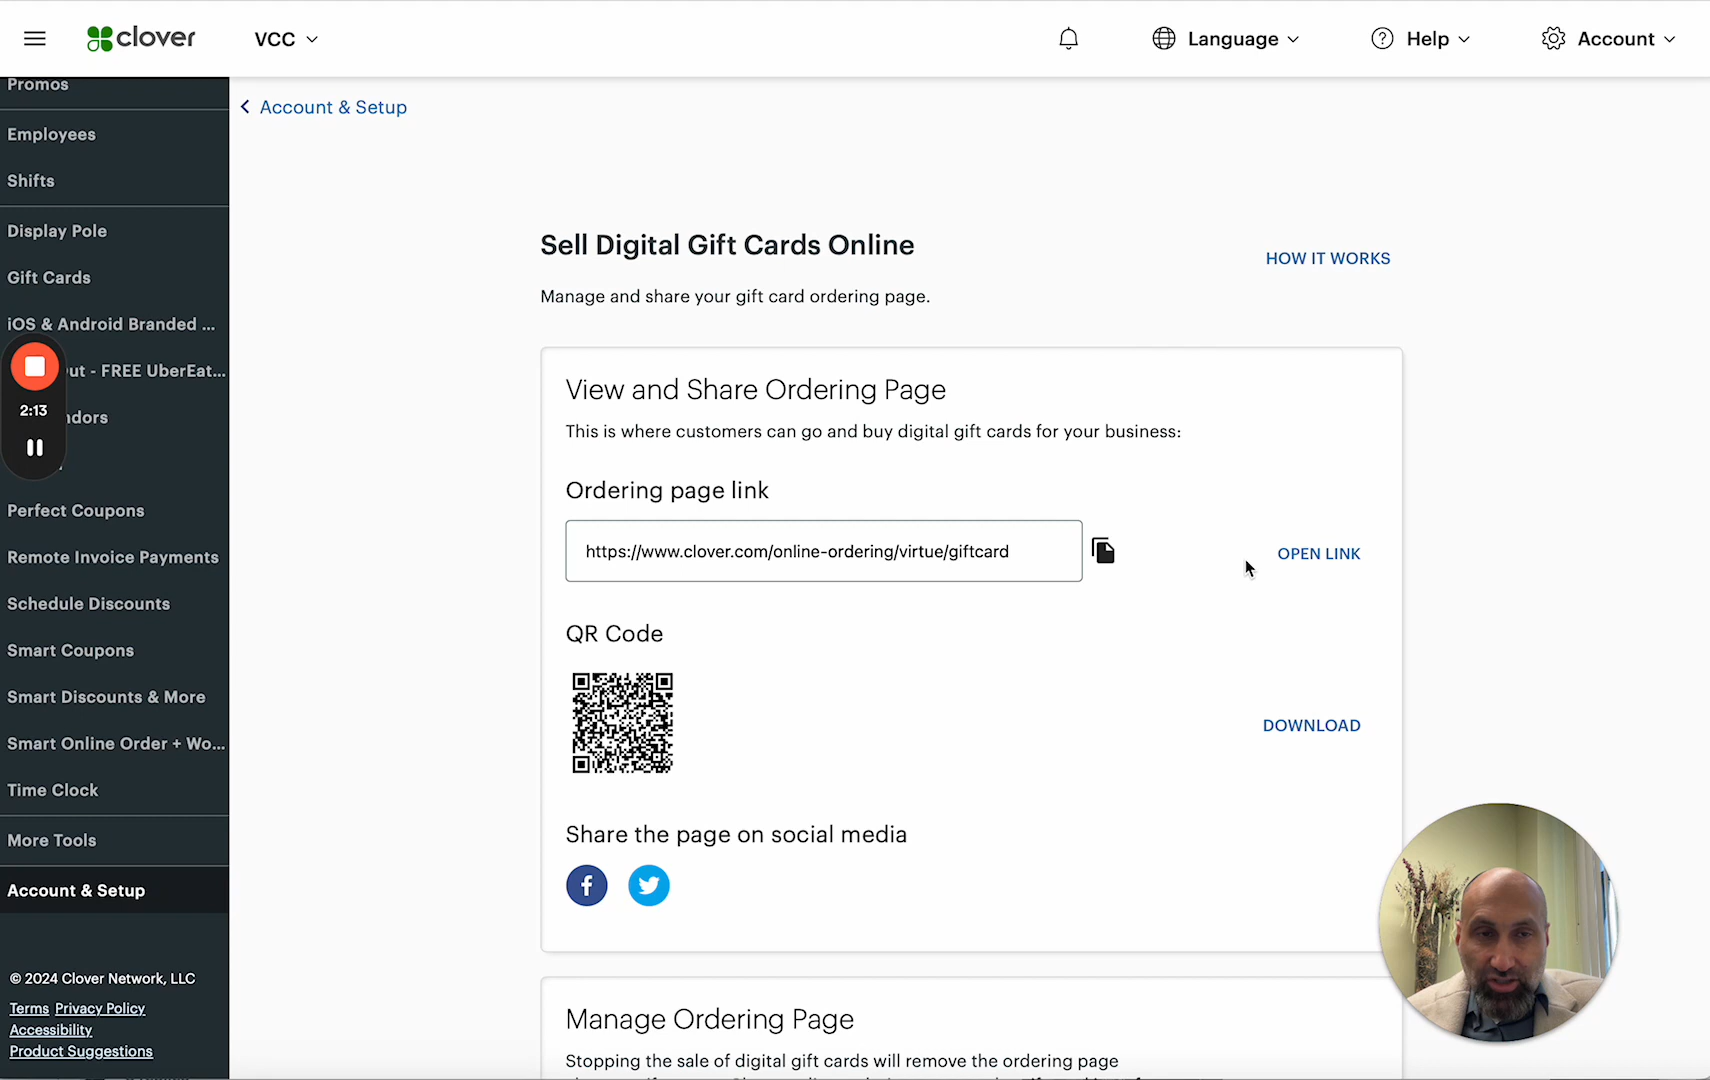 clover
VCC
Language
Help
Account
Promos
Employees
Shifts
Display Pole
Gift Cards
iOS & Android Branded ...
ut - FREE UberEat...
ndors
2:13
Perfect Coupons
Remote Invoice Payments
Schedule Discounts
Smart Coupons
Smart Discounts & More
Smart Online Order + Wo...
Time Clock
More Tools
Account & Setup
© 2024 Clover Network, LLC
Terms Privacy Policy
Accessibility
Product Suggestions
Account & Setup
Sell Digital Gift Cards Online
HOW IT WORKS
Manage and share your gift card ordering page.
View and Share Ordering Page
This is where customers can go and buy digital gift cards for your business:
Ordering page link
https://www.clover.com/online-ordering/virtue/giftcard
OPEN LINK
QR Code
DOWNLOAD
Share the page on social media
Manage Ordering Page
Stopping the sale of digital gift cards will remove the ordering page